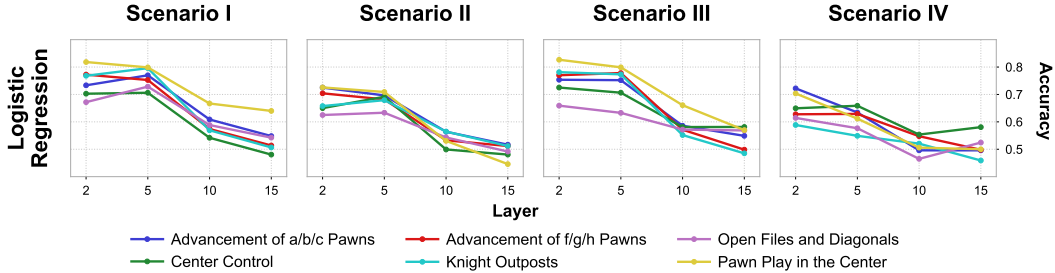 Scenario I
Scenario II
Scenario III
Scenario IV
Logistic
Regression
0.8
0.7
0.6
0.5
Accuracy
2 5 10 15
2 5 10 15
2 5 10 15
2 5 10 15
Layer
Advancement of a/b/c Pawns
Advancement of f/g/h Pawns
Open Files and Diagonals
Center Control
Knight Outposts
Pawn Play in the Center